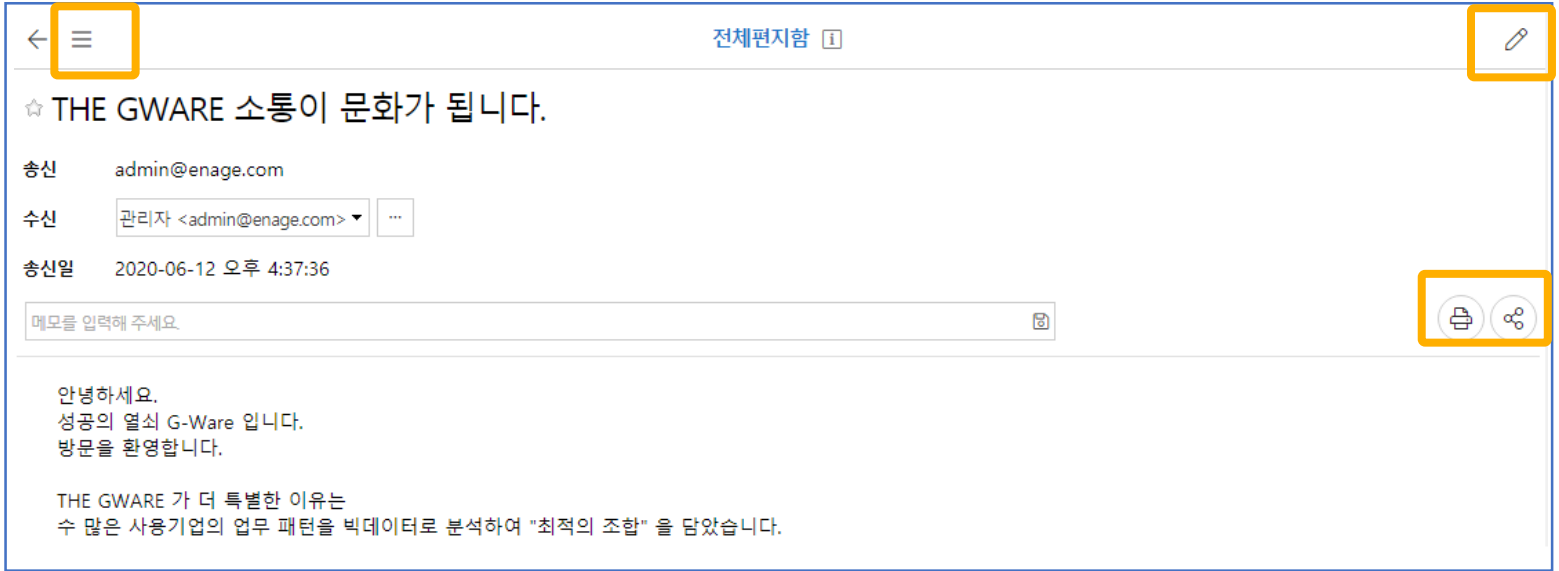 전체편지함 i
THE GWARE 소통이 문화가 됩니다.
송신 admin@enage.com
수신 관리자 <admin@enage.com> ...
송신일 2020-06-12 오후 4:37:36
메모를 입력해 주세요.
안녕하세요.
성공의 열쇠 G-Ware 입니다.
방문을 환영합니다.
THE GWARE 가 더 특별한 이유는
수 많은 사용기업의 업무 패턴을 빅데이터로 분석하여 "최적의 조합" 을 담았습니다.